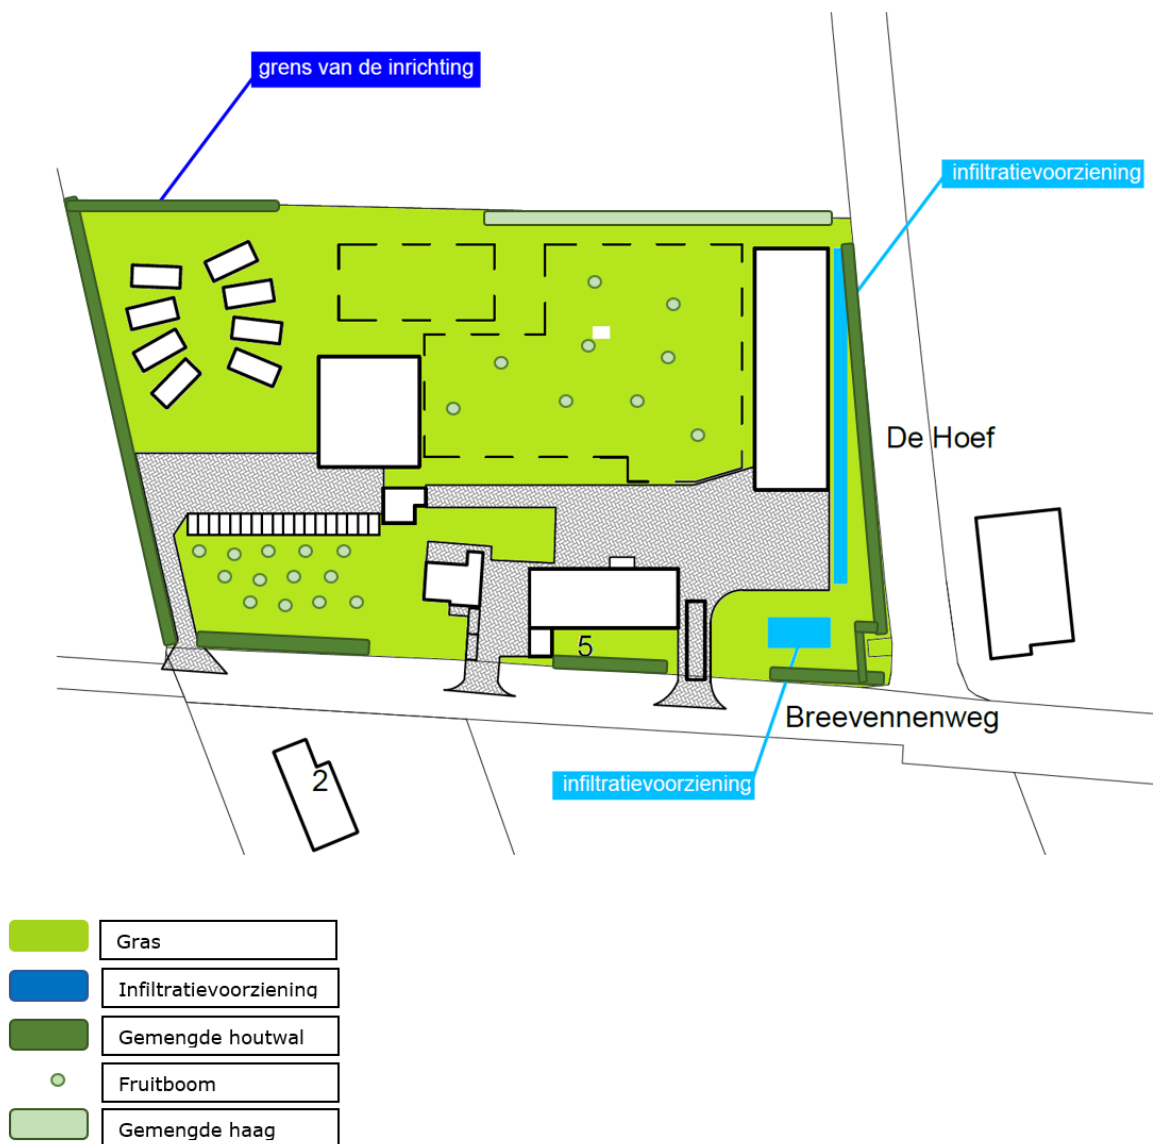 grens van de inrichting
infiltratievoorziening
De Hoef
5
Breevennenweg
2
infiltratievoorziening
Gras
Infiltratievoorziening
Gemengde houtwal
Fruitboom
Gemengde haag